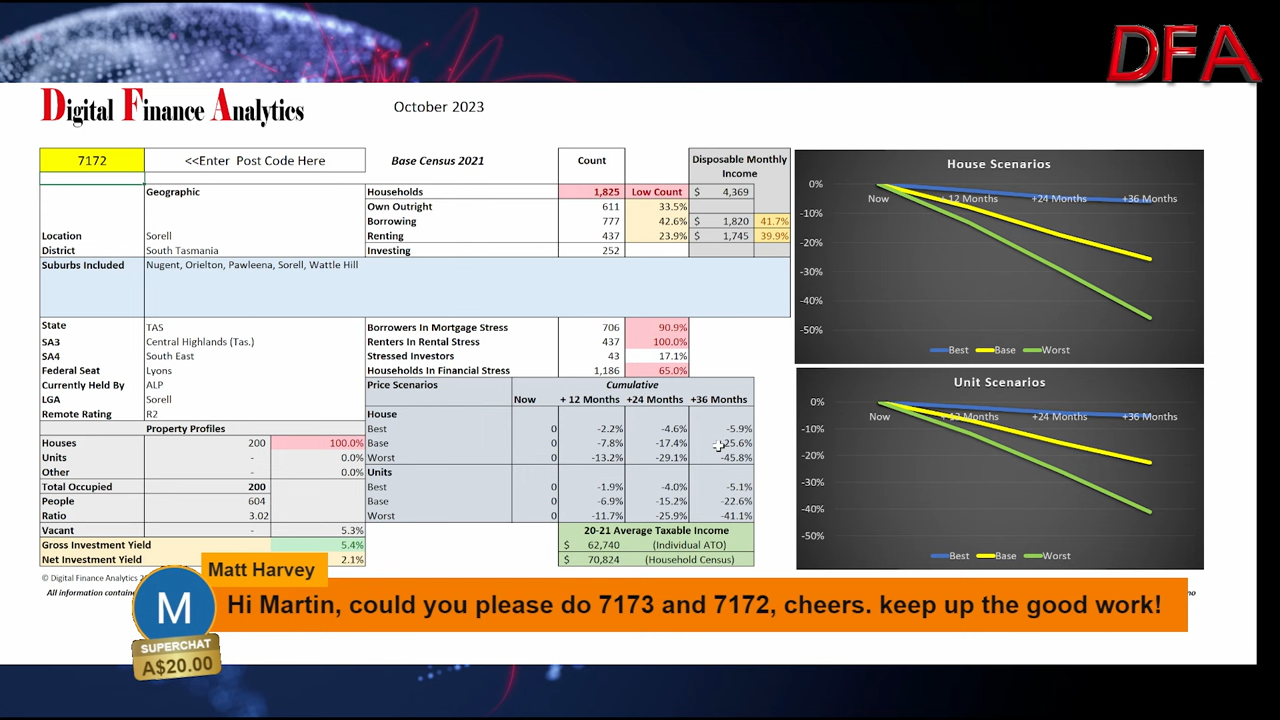 DFA
Digital Finance Analytics
October 2023
7172 <<Enter Post Code Here Base Census 2021 Count Disposable Monthly Income
Geographic Households 1,825 Low Count $ 4,369
Own Outright 611 33.5%
Borrowing 777 42.6% $ 1,820 41.7%
Location Sorell Renting 437 23.9% $ 1,745 39.9%
District South Tasmania Investing 252
Suburbs Included Nugent, Orielton, Pawleena, Sorell, Wattle Hill
State TAS Borrowers In Mortgage Stress 706 90.9%
SA3 Central Highlands (Tas.) Renters In Rental Stress 437 100.0%
SA4 South East Stressed Investors 43 17.1%
Federal Seat Lyons Households In Financial Stress 1,186 65.0%
Currently Held By ALP Price Scenarios Cumulative
LGA Sorell Now + 12 Months +24 Months +36 Months
Remote Rating R2 House
Property Profiles Best 0 -2.2% -4.6% -5.9%
Houses 200 100.0% Base 0 -7.8% -17.4% -25.6%
Units - 0.0% Worst 0 -13.2% -29.1% -45.8%
Other - 0.0% Units
Total Occupied 200 Best 0 -1.9% -4.0% -5.1%
People 604 Base 0 -6.9% -15.2% -22.6%
Ratio 3.02 Worst 0 -11.7% -25.9% -41.1%
Vacant - 5.3% 20-21 Average Taxable Income
Gross Investment Yield 5.4% $ 62,740 (Individual ATO)
Net Investment Yield 2.1% $ 70,824 (Household Census)
© Digital Finance Analytics
All information
House Scenarios
0%
Now +12 Months +24 Months +36 Months
-10%
-20%
-30%
-40%
-50%
Best Base Worst
Unit Scenarios
0%
Now +12 Months +24 Months +36 Months
-10%
-20%
-30%
-40%
-50%
Best Base Worst
Matt Harvey
M
Hi Martin, could you please do 7173 and 7172, cheers. keep up the good work!
SUPERCHAT
A$20.00